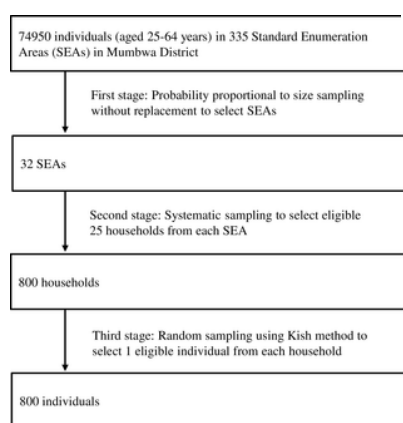 74950 individuals (aged 25-64 years) in 335 Standard Enumeration
Areas (SEAs) in Mumbwa District
First stage: Probability proportional to size sampling
without replacement to select SEAs
32 SEAs
Second stage: Systematic sampling to select eligible
25 households from each SEA
800 households
Third stage: Random sampling using Kish method to
select 1 eligible individual from each household
800 individuals